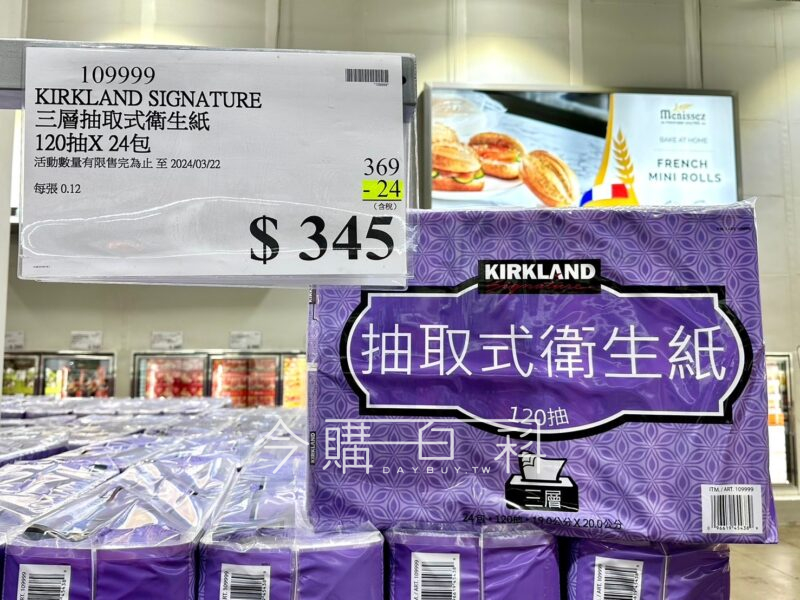 109999
KIRKLAND SIGNATURE
三層抽取式衛生紙
120抽X 24包
活動數量有限售完為止 至 2024/03/22
每張 0.12
369
- 24
(含稅)
$ 345
Menissez
BAKE AT HOME
FRENCH
MINI ROLLS
KIRKLAND
Signature
抽取式衛生紙
120抽
三層
24包・120抽・19.0公分 X 20.0公分
ITM./ART. 109999
KIRKLAND
今購百科
DAYBUY.TW